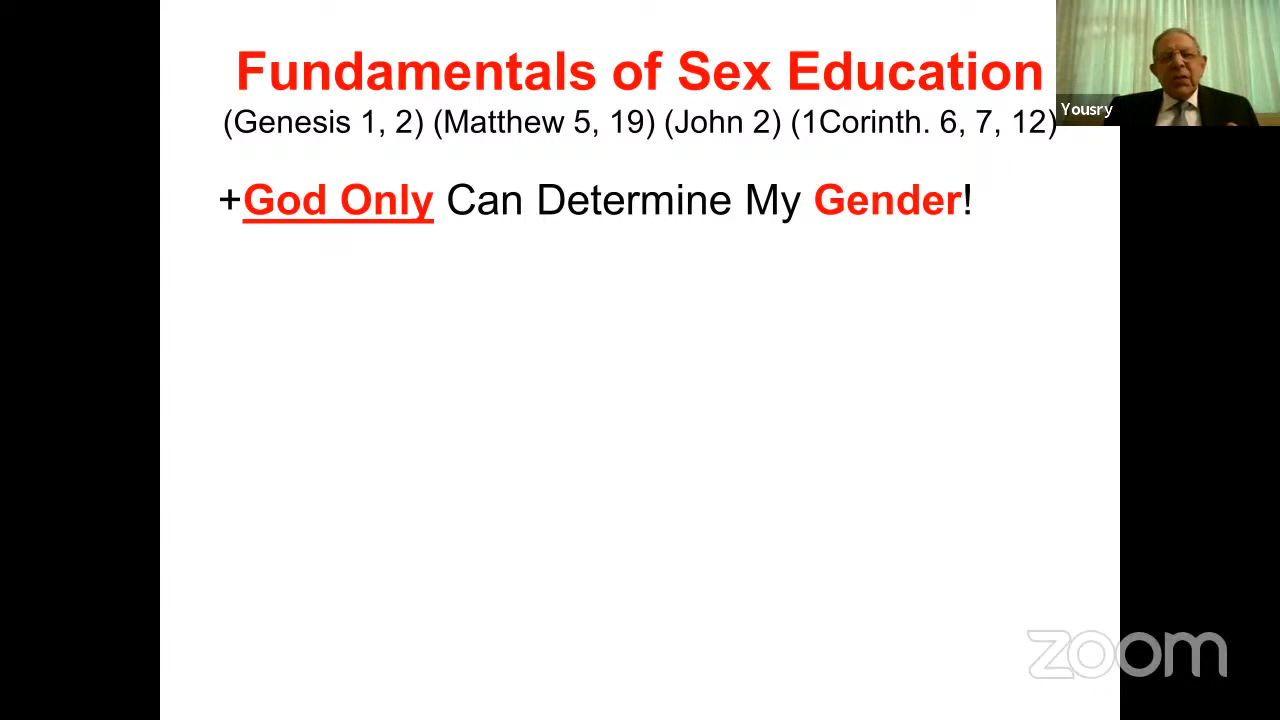 Fundamentals of Sex Education
(Genesis 1, 2) (Matthew 5, 19) (John 2) (1Corinth. 6, 7, 12)
Yousry
+God Only Can Determine My Gender!
zoom